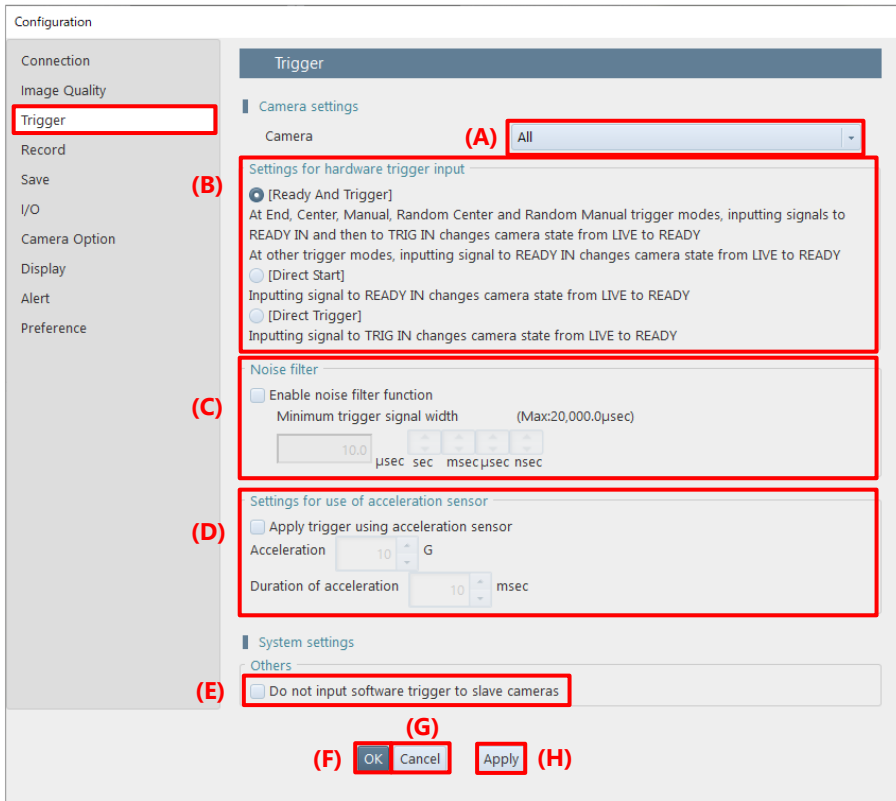 Configuration
Connection
Image Quality
Trigger
Record
Save
I/O
Camera Option
Display
Alert
Preference
Trigger
Camera settings
Camera
(A)
All
(B)
Settings for hardware trigger input
[Ready And Trigger]
At End, Center, Manual, Random Center and Random Manual trigger modes, inputting signals to
READY IN and then to TRIG IN changes camera state from LIVE to READY
At other trigger modes, inputting signal to READY IN changes camera state from LIVE to READY
[Direct Start]
Inputting signal to READY IN changes camera state from LIVE to READY
[Direct Trigger]
Inputting signal to TRIG IN changes camera state from LIVE to READY
(C)
Noise filter
Enable noise filter function
Minimum trigger signal width (Max:20,000.0μsec)
10.0 μsec sec msec μsec nsec
(D)
Settings for use of acceleration sensor
Apply trigger using acceleration sensor
Acceleration 10 G
Duration of acceleration 10 msec
System settings
Others
(E)
Do not input software trigger to slave cameras
(G)
(F) OK Cancel Apply (H)